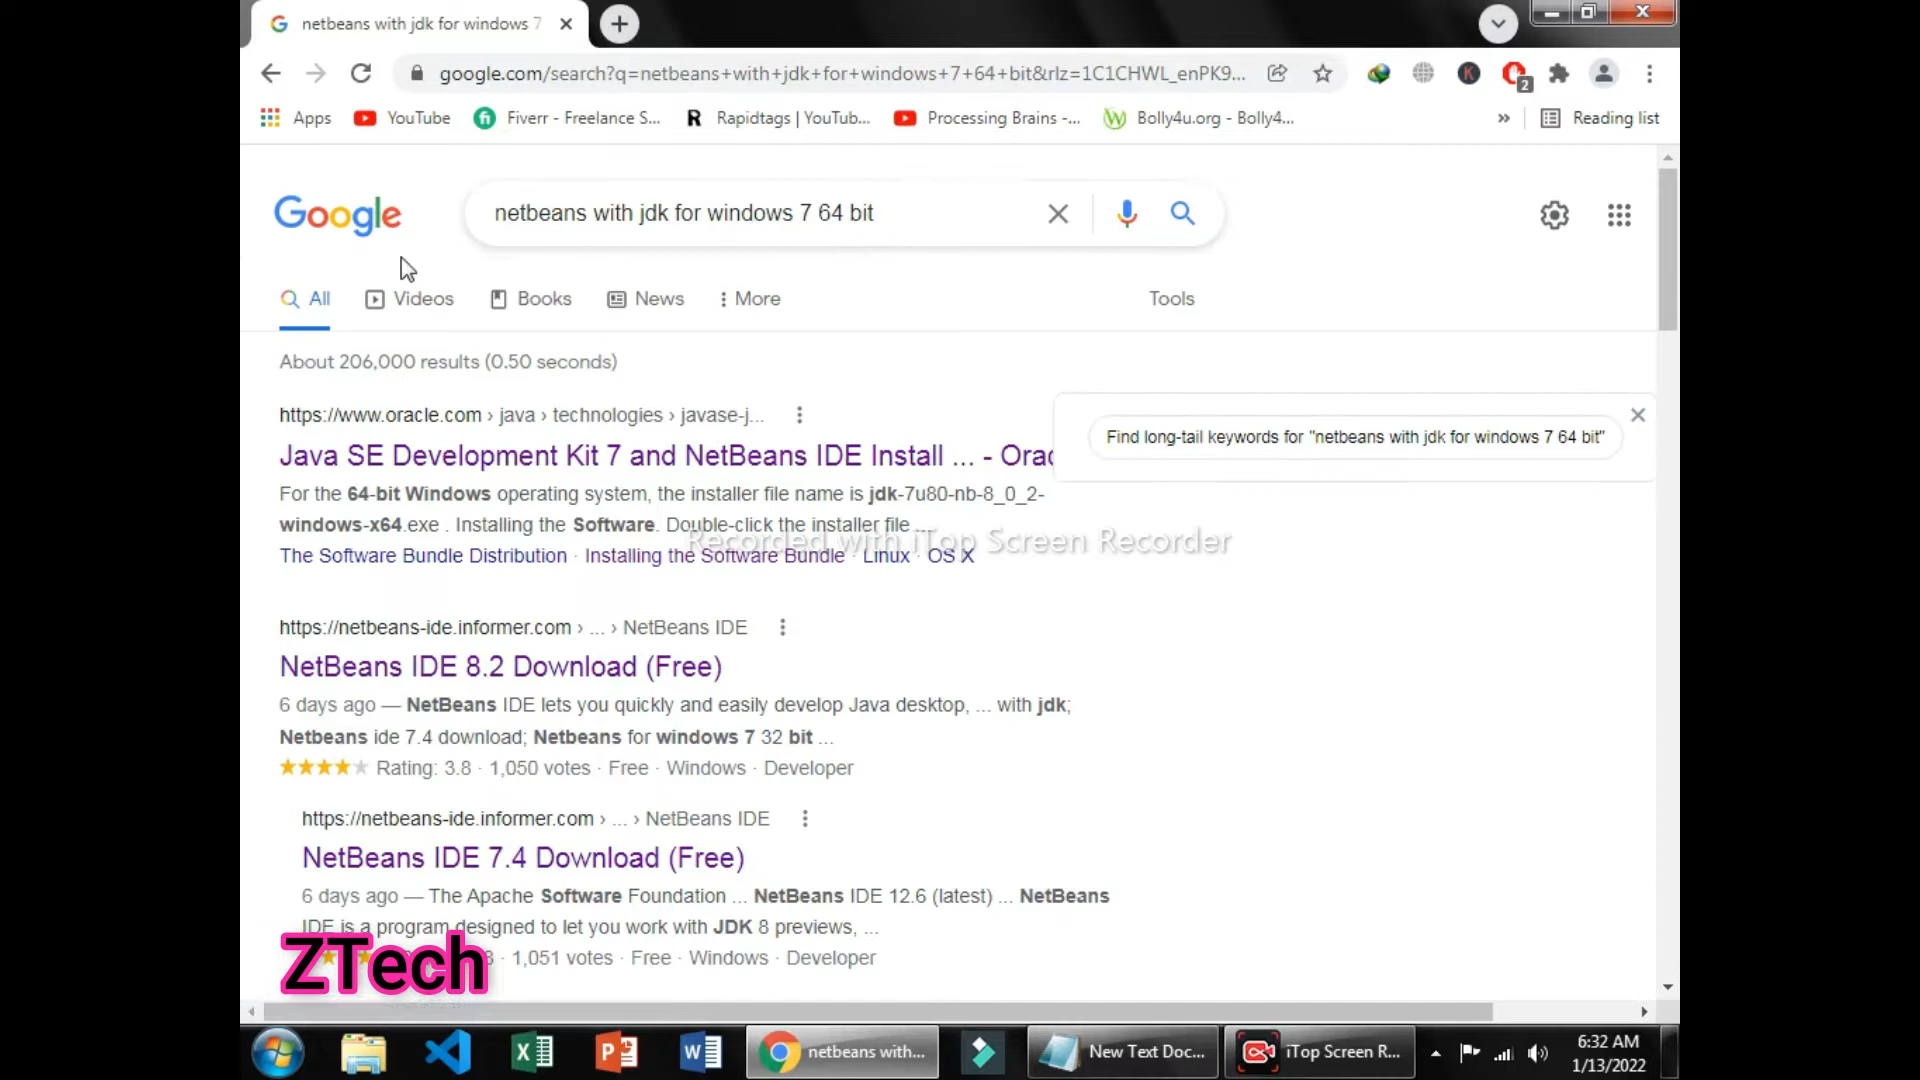 netbeans with jdk for windows 7
google.com/search?q=netbeans+with+jdk+for+windows+7+64+bit&rlz=1C1CHWL_enPK9...
2
Apps
YouTube
Fiverr - Freelance S...
Rapidtags | YouTub...
Processing Brains -...
Bolly4u.org - Bolly4...
»
Reading list
Google
netbeans with jdk for windows 7 64 bit
All
Videos
Books
News
More
Tools
About 206,000 results (0.50 seconds)
https://www.oracle.com › java › technologies › javase-j...
Java SE Development Kit 7 and NetBeans IDE Install ... - Orac
Find long-tail keywords for "netbeans with jdk for windows 7 64 bit"
For the 64-bit Windows operating system, the installer file name is jdk-7u80-nb-8_0_2-
windows-x64.exe . Installing the Software. Double-click the installer file ...
Recorded with iTop Screen Recorder
The Software Bundle Distribution · Installing the Software Bundle · Linux · OS X
https://netbeans-ide.informer.com › ... › NetBeans IDE
NetBeans IDE 8.2 Download (Free)
6 days ago — NetBeans IDE lets you quickly and easily develop Java desktop, ... with jdk;
Netbeans ide 7.4 download; Netbeans for windows 7 32 bit ...
Rating: 3.8 · 1,050 votes · Free · Windows · Developer
https://netbeans-ide.informer.com › ... › NetBeans IDE
NetBeans IDE 7.4 Download (Free)
6 days ago — The Apache Software Foundation ... NetBeans IDE 12.6 (latest) ... NetBeans
IDE is a program designed to let you work with JDK 8 previews, ...
· 1,051 votes · Free · Windows · Developer
ZTech
netbeans with...
New Text Doc...
iTop Screen R...
6:32 AM
1/13/2022